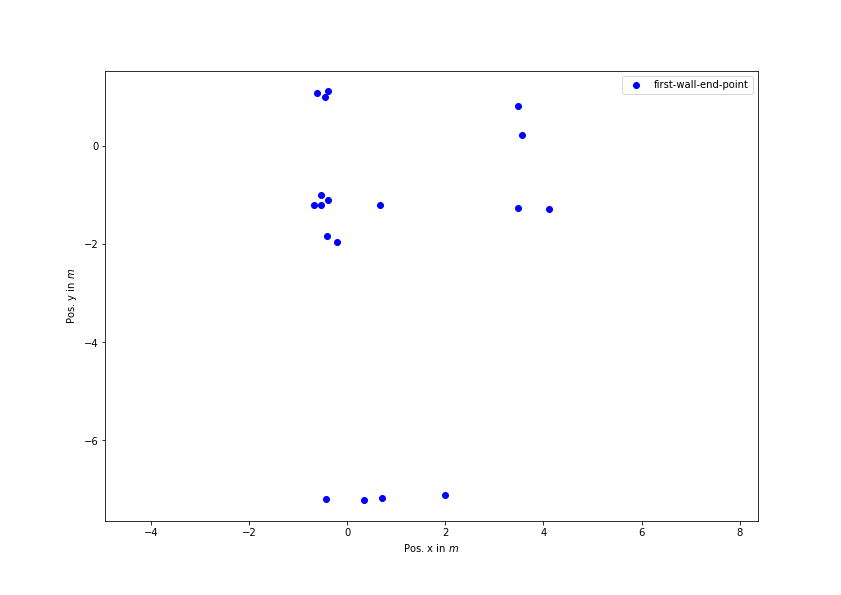 first-wall-end-point
0
−2
−4
−6
Pos. y in m
−4 −2 0 2 4 6 8
Pos. x in m